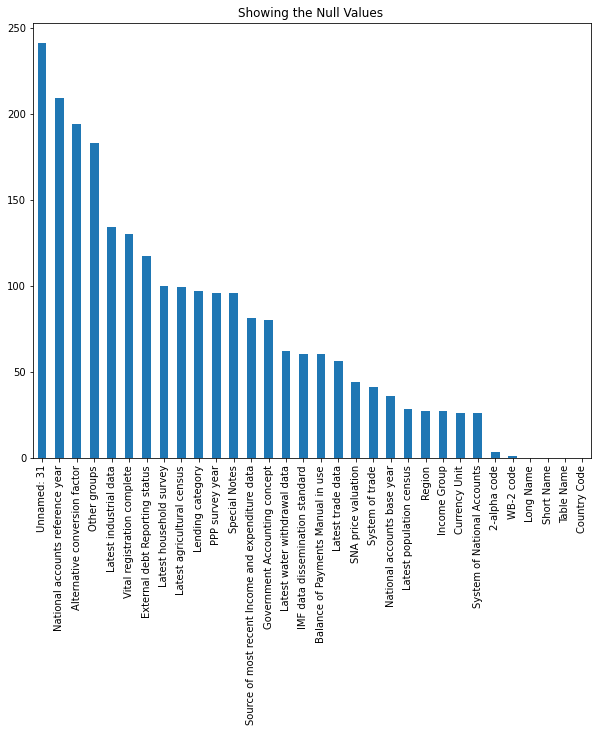 Showing the Null Values
250
200
150
100
50
0
Unnamed: 31
National accounts reference year
Alternative conversion factor
Other groups
Latest industrial data
Vital registration complete
External debt Reporting status
Latest household survey
Latest agricultural census
Lending category
PPP survey year
Special Notes
Source of most recent Income and expenditure data
Government Accounting concept
Latest water withdrawal data
IMF data dissemination standard
Balance of Payments Manual in use
Latest trade data
SNA price valuation
System of trade
National accounts base year
Latest population census
Region
Income Group
Currency Unit
System of National Accounts
2-alpha code
WB-2 code
Long Name
Short Name
Table Name
Country Code